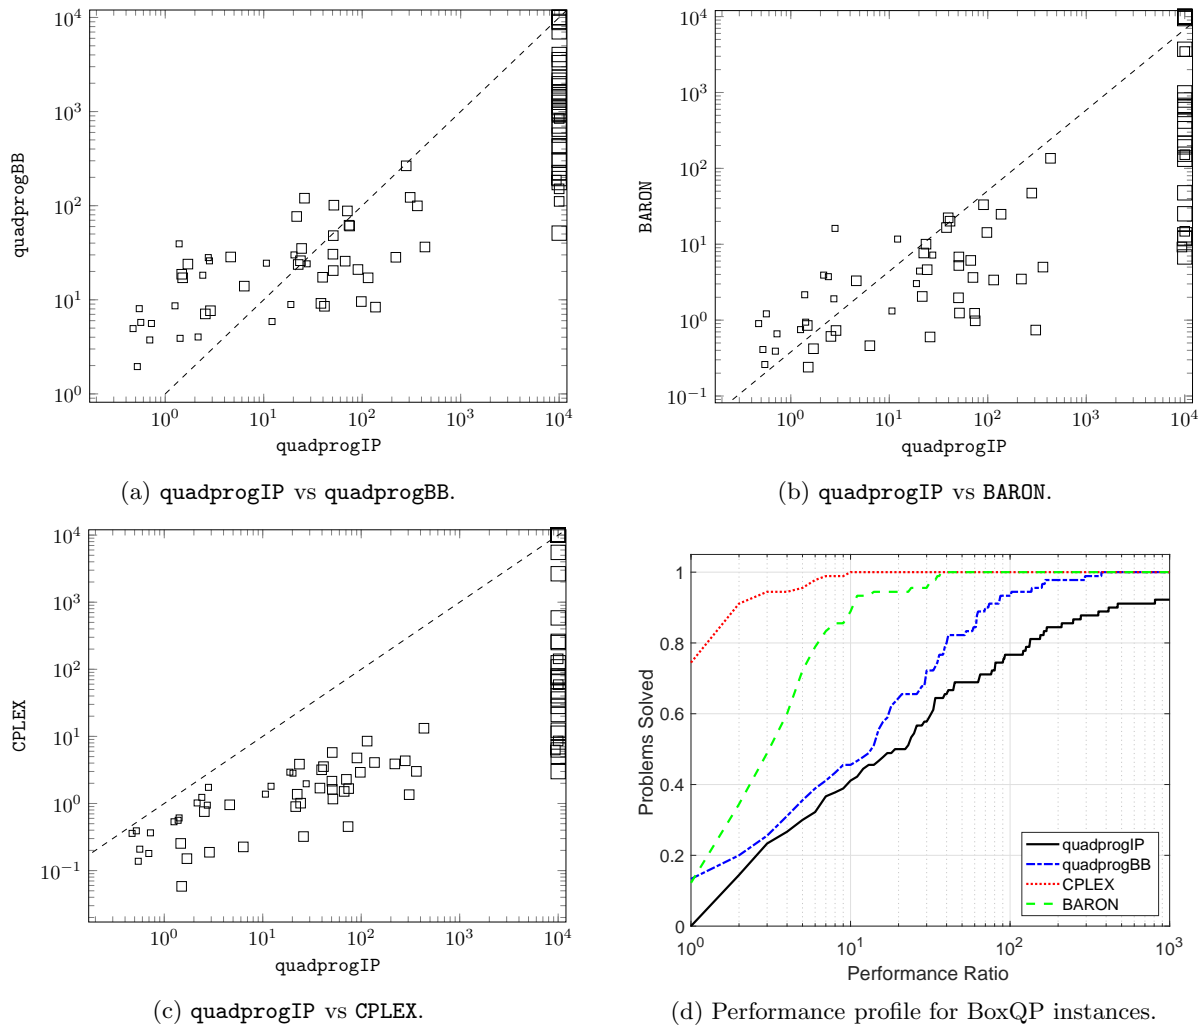 10^4
10^3
10^2
10^1
10^0
quadprogBB
10^0
10^1
10^2
10^3
10^4
quadprogIP
(a) quadprogIP vs quadprogBB.
10^4
10^3
10^2
10^1
10^0
10^−1
BARON
10^0
10^1
10^2
10^3
10^4
quadprogIP
(b) quadprogIP vs BARON.
10^4
10^3
10^2
10^1
10^0
10^−1
CPLEX
10^0
10^1
10^2
10^3
10^4
quadprogIP
(c) quadprogIP vs CPLEX.
1
0.8
0.6
0.4
0.2
0
Problems Solved
quadprogIP
quadprogBB
CPLEX
BARON
10^0
10^1
10^2
10^3
Performance Ratio
(d) Performance profile for BoxQP instances.